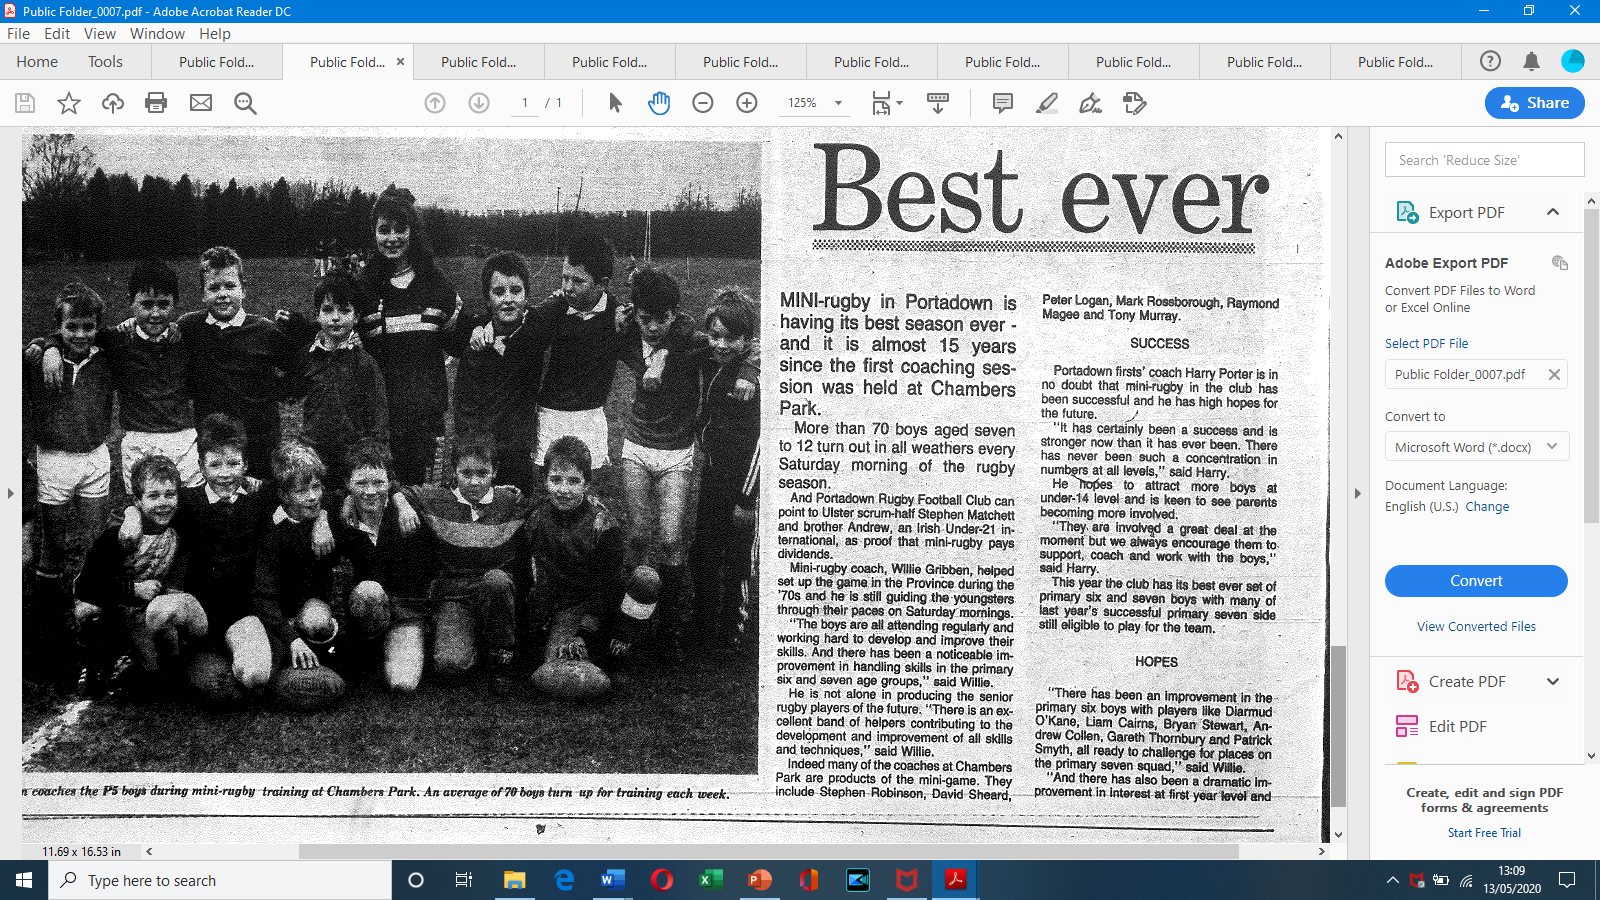 Public Folder_0007.pdf - Adobe Acrobat Reader DC
File Edit View Window Help
Home Tools Public Fold... Public Fold... Public Fold... Public Fold... Public Fold... Public Fold... Public Fold... Public Fold... Public Fold... Public Fold...
1 / 1 125% Share
Best ever
MINI-rugby in Portadown is
having its best season ever -
and it is almost 15 years
since the first coaching ses-
sion was held at Chambers
Park.
More than 70 boys aged seven
to 12 turn out in all weathers every
Saturday morning of the rugby
season.
And Portadown Rugby Football Club can
point to Ulster scrum-half Stephen Matchett
and brother Andrew, an Irish Under-21 in-
ternational, as proof that mini-rugby pays
dividends.
Mini-rugby coach, Willie Gribben, helped
set up the game in the Province during the
'70s and he is still guiding the youngsters
through their paces on Saturday mornings.
"The boys are all attending regularly and
working hard to develop and improve their
skills. And there has been a noticeable im-
provement in handling skills in the primary
six and seven age groups," said Willie.
He is not alone in producing the senior
rugby players of the future. "There is an ex-
cellent band of helpers contributing to the
development and improvement of all skills
and techniques," said Willie.
Indeed many of the coaches at Chambers
Park are products of the mini-game. They
include Stephen Robinson, David Sheard,
Peter Logan, Mark Rossborough, Raymond
Magee and Tony Murray.
SUCCESS
Portadown firsts' coach Harry Porter is in
no doubt that mini-rugby in the club has
been successful and he has high hopes for
the future.
"It has certainly been a success and is
stronger now than it has ever been. There
has never been such a concentration in
numbers at all levels," said Harry.
He hopes to attract more boys at
under-14 level and is keen to see parents
becoming more involved.
"They are involved a great deal at the
moment but we always encourage them to
support, coach and work with the boys,"
said Harry.
This year the club has its best ever set of
primary six and seven boys with many of
last year's successful primary seven side
still eligible to play for the team.
HOPES
"There has been an improvement in the
primary six boys with players like Diarmud
O'Kane, Liam Cairns, Bryan Stewart, An-
drew Collen, Gareth Thornbury and Patrick
Smyth, all ready to challenge for places on
the primary seven squad," said Willie.
"And there has also been a dramatic im-
provement in interest at first year level and
n coaches the P5 boys during mini-rugby training at Chambers Park. An average of 70 boys turn up for training each week.
11.69 x 16.53 in
Search 'Reduce Size'
Export PDF
Adobe Export PDF
Convert PDF Files to Word
or Excel Online
Select PDF File
Public Folder_0007.pdf
Convert to
Microsoft Word (*.docx)
Document Language:
English (U.S.) Change
Convert
View Converted Files
Create PDF
Edit PDF
Create, edit and sign PDF
forms & agreements
Start Free Trial
Type here to search
13:09
13/05/2020